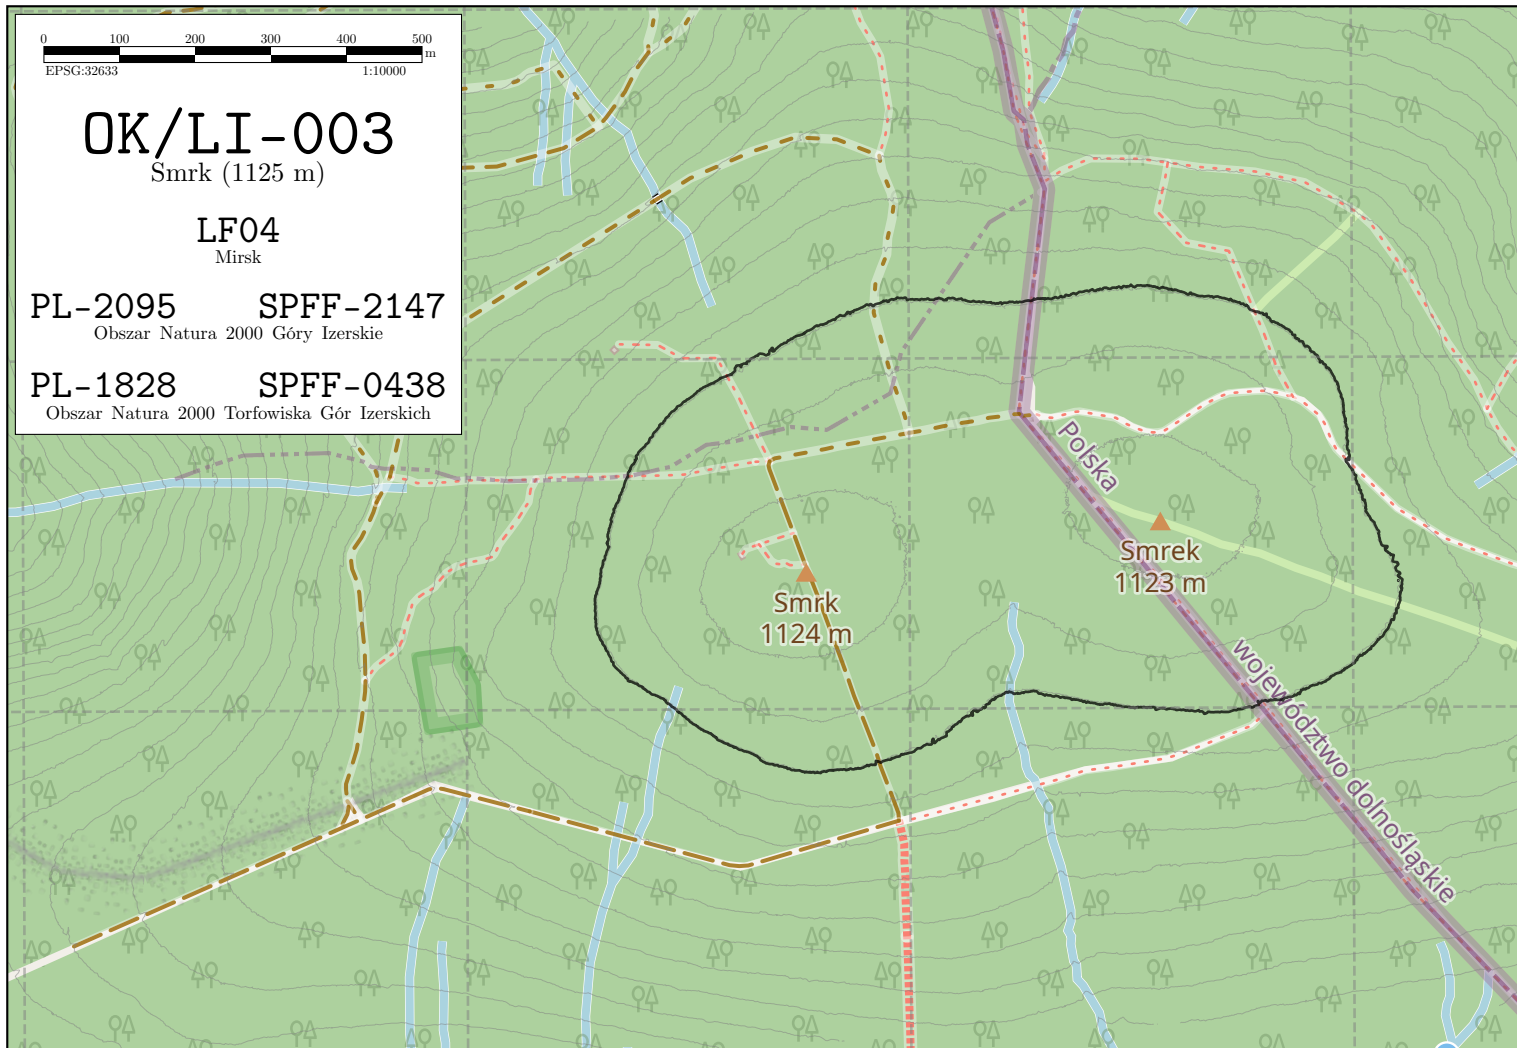 0 100 200 300 400 500
m
EPSG:32633 1:10000
OK/LI-003
Smrk (1125 m)
LF04
Mirsk
PL-2095 SPFF-2147
Obszar Natura 2000 Góry Izerskie
PL-1828 SPFF-0438
Obszar Natura 2000 Torfowiska Gór Izerskich
Polska
Smrek
1123 m
Smrk
1124 m
województwo dolnośląskie